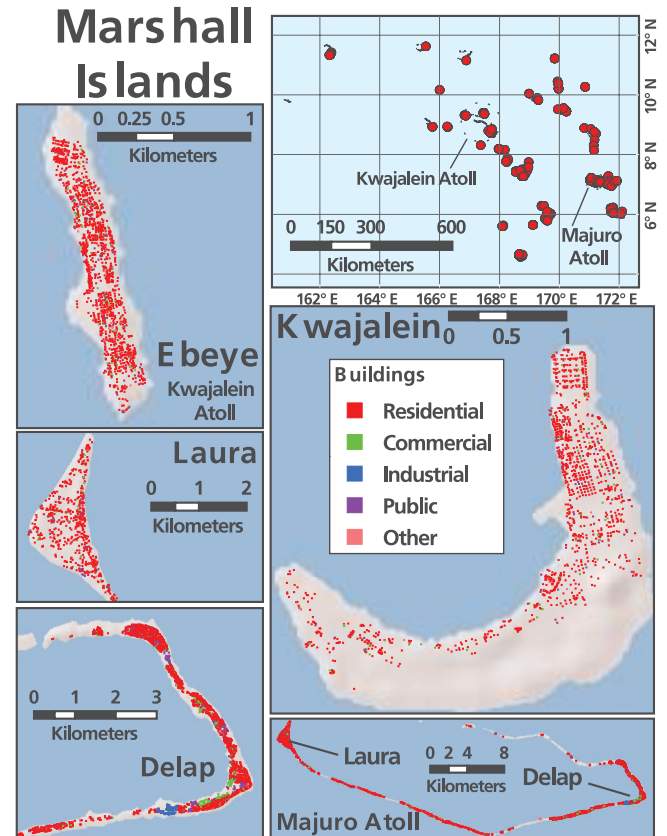 Marshall
Islands
0 0.25 0.5 1
Kilometers
Ebeye
Kwajalein
Atoll
12° N
10° N
8° N
6° N
Kwajalein Atoll
Majuro
Atoll
0 150 300 600
Kilometers
162° E 164° E 166° E 168° E 170° E 172° E
Kwajalein
0 0.5 1
Buildings
Residential
Commercial
Industrial
Public
Other
Laura
0 1 2
Kilometers
0 1 2 3
Kilometers
Delap
Laura
0 2 4 8
Kilometers
Delap
Majuro Atoll